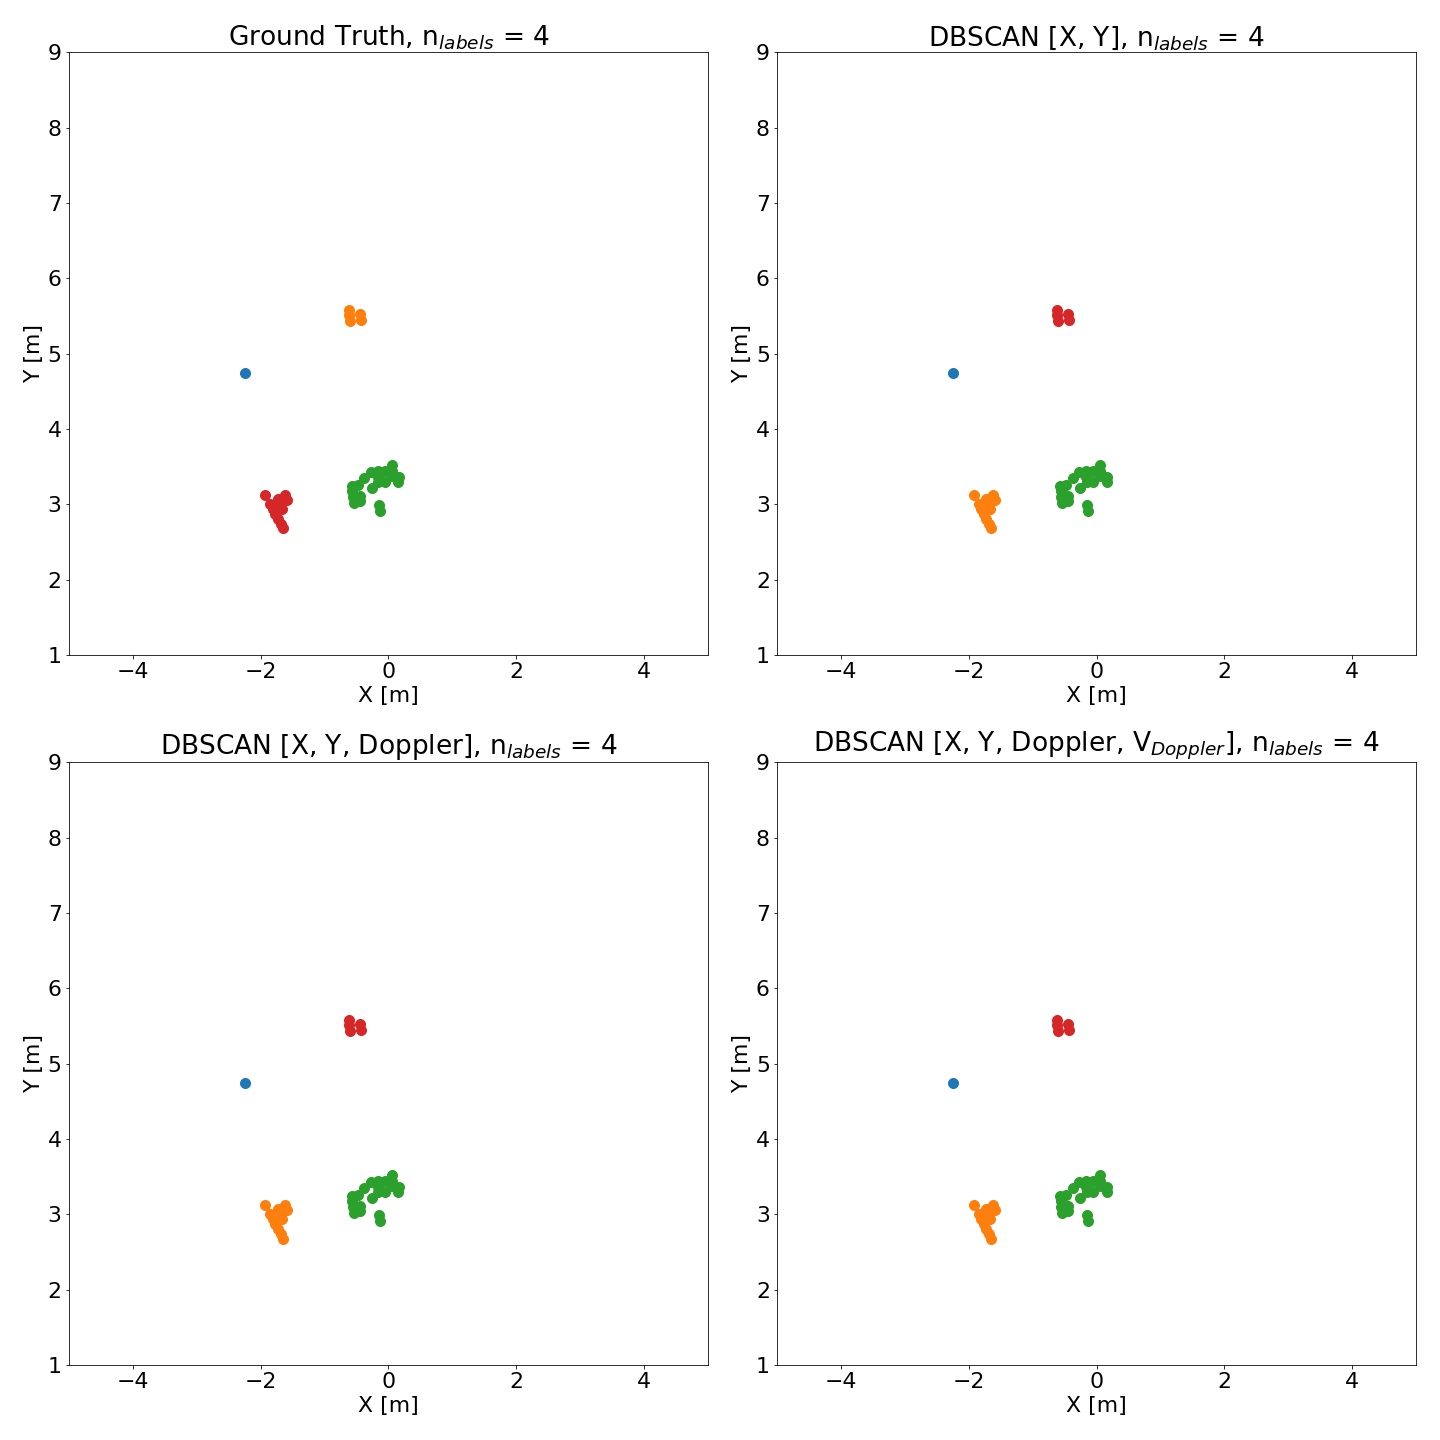 Ground Truth, n_labels = 4
9
8
7
6
5
4
3
2
1
Y [m]
−4 −2 0 2 4
X [m]
DBSCAN [X, Y], n_labels = 4
9
8
7
6
5
4
3
2
1
Y [m]
−4 −2 0 2 4
X [m]
DBSCAN [X, Y, Doppler], n_labels = 4
9
8
7
6
5
4
3
2
1
Y [m]
−4 −2 0 2 4
X [m]
DBSCAN [X, Y, Doppler, V_Doppler], n_labels = 4
9
8
7
6
5
4
3
2
1
Y [m]
−4 −2 0 2 4
X [m]